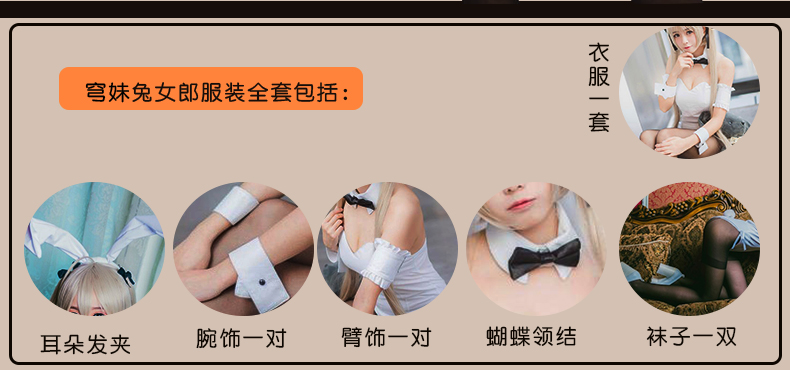 穹妹兔女郎服装全套包括：
衣服一套
耳朵发夹
腕饰一对
臂饰一对
蝴蝶领结
袜子一双